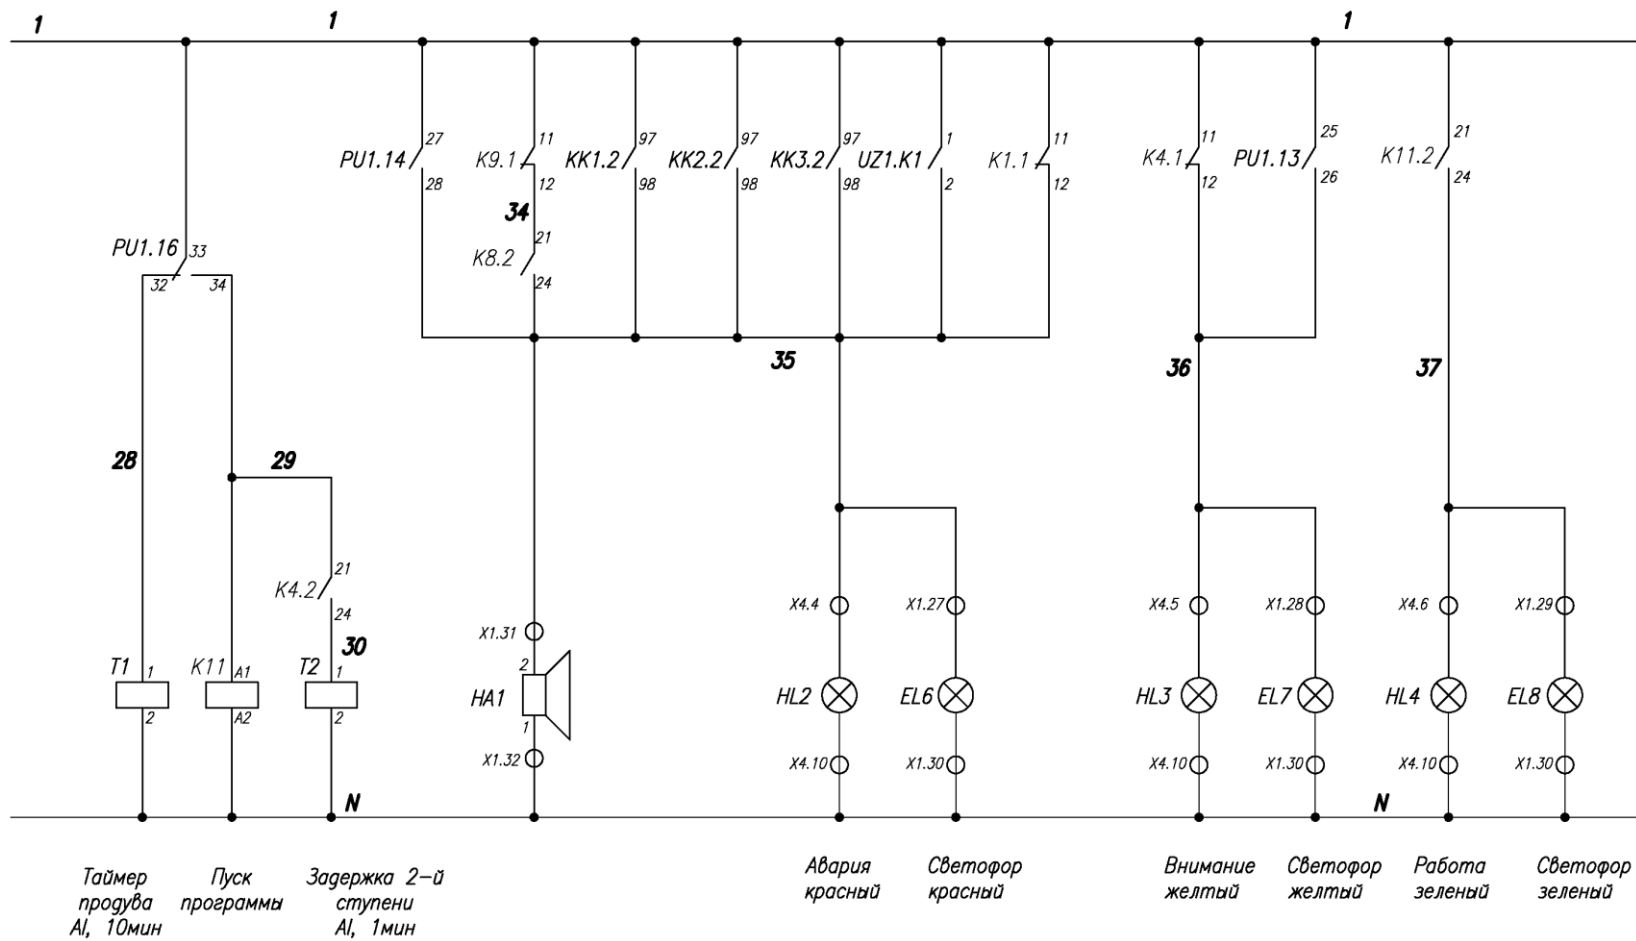 1
1
1
27
11
97
97
97
1
11
11
25
21
PU1.14
K9.1
KK1.2
KK2.2
KK3.2
UZ1.K1
K1.1
K4.1
PU1.13
K11.2
28
12
98
98
98
2
12
12
26
24
34
21
PU1.16
33
K8.2
32
34
24
35
36
37
28
29
21
K4.2
24
30
X4.4
X1.27
X4.5
X1.28
X4.6
X1.29
X1.31
T1
1
K11
A1
T2
1
2
HA1
HL2
EL6
HL3
EL7
HL4
EL8
2
A2
2
1
X1.32
X4.10
X1.30
X4.10
X1.30
X4.10
X1.30
N
N
Таймер
продува
AI, 10мин
Пуск
программы
Задержка 2-й
ступени
AI, 1мин
Авария
красный
Светофор
красный
Внимание
желтый
Светофор
желтый
Работа
зеленый
Светофор
зеленый